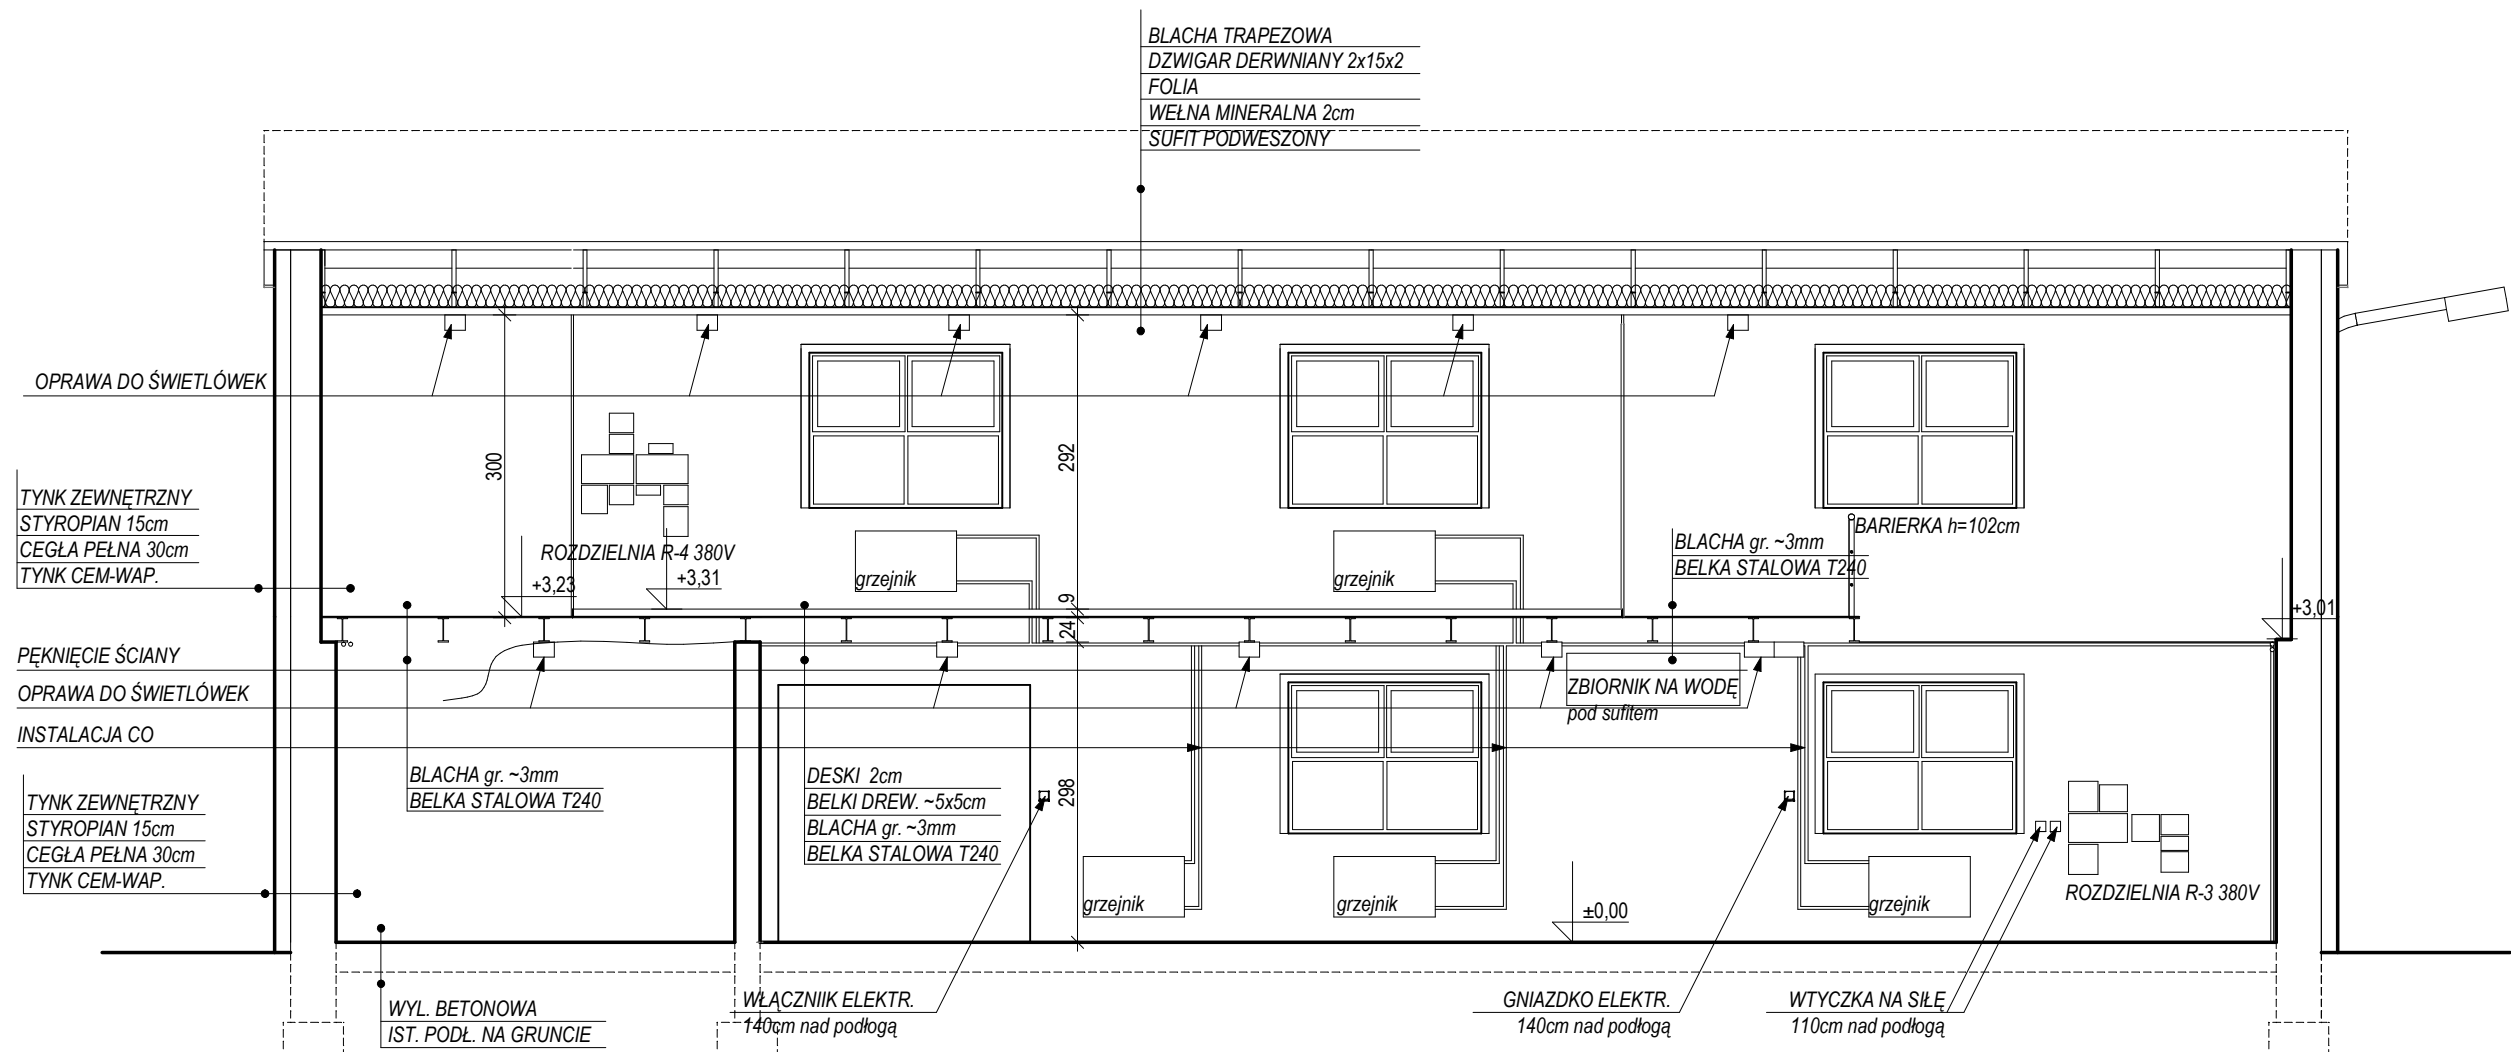 BLACHA TRAPEZOWA
DZWIGAR DERWNIANY 2x15x2
FOLIA
WEŁNA MINERALNA 2cm
SUFIT PODWESZONY
OPRAWA DO ŚWIETLÓWEK
300
292
TYNK ZEWNĘTRZNY
STYROPIAN 15cm
CEGŁA PEŁNA 30cm
TYNK CEM-WAP.
ROZDZIELNIA R-4 380V
+3,23
+3,31
grzejnik
grzejnik
BARIERKA h=102cm
BLACHA gr. ~3mm
BELKA STALOWA T240
9
24
+3,01
PĘKNIĘCIE ŚCIANY
OPRAWA DO ŚWIETLÓWEK
INSTALACJA CO
ZBIORNIK NA WODĘ
pod sufitem
BLACHA gr. ~3mm
BELKA STALOWA T240
DESKI 2cm
BELKI DREW. ~5x5cm
BLACHA gr. ~3mm
BELKA STALOWA T240
298
TYNK ZEWNĘTRZNY
STYROPIAN 15cm
CEGŁA PEŁNA 30cm
TYNK CEM-WAP.
grzejnik
grzejnik
grzejnik
±0,00
ROZDZIELNIA R-3 380V
WYL. BETONOWA
IST. PODŁ. NA GRUNCIE
WŁĄCZNIIK ELEKTR.
140cm nad podłogą
GNIAZDKO ELEKTR.
140cm nad podłogą
WTYCZKA NA SIŁĘ
110cm nad podłogą